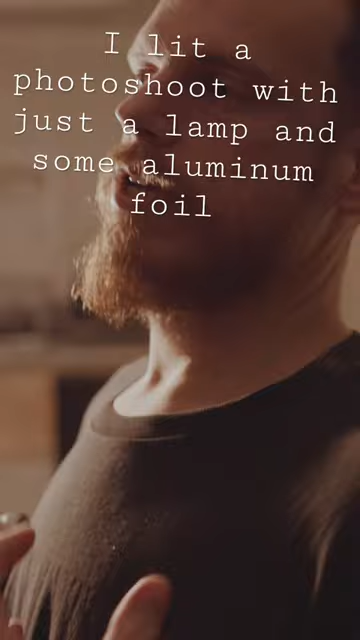 I lit a
photoshoot with
just a lamp and
some aluminum
foil